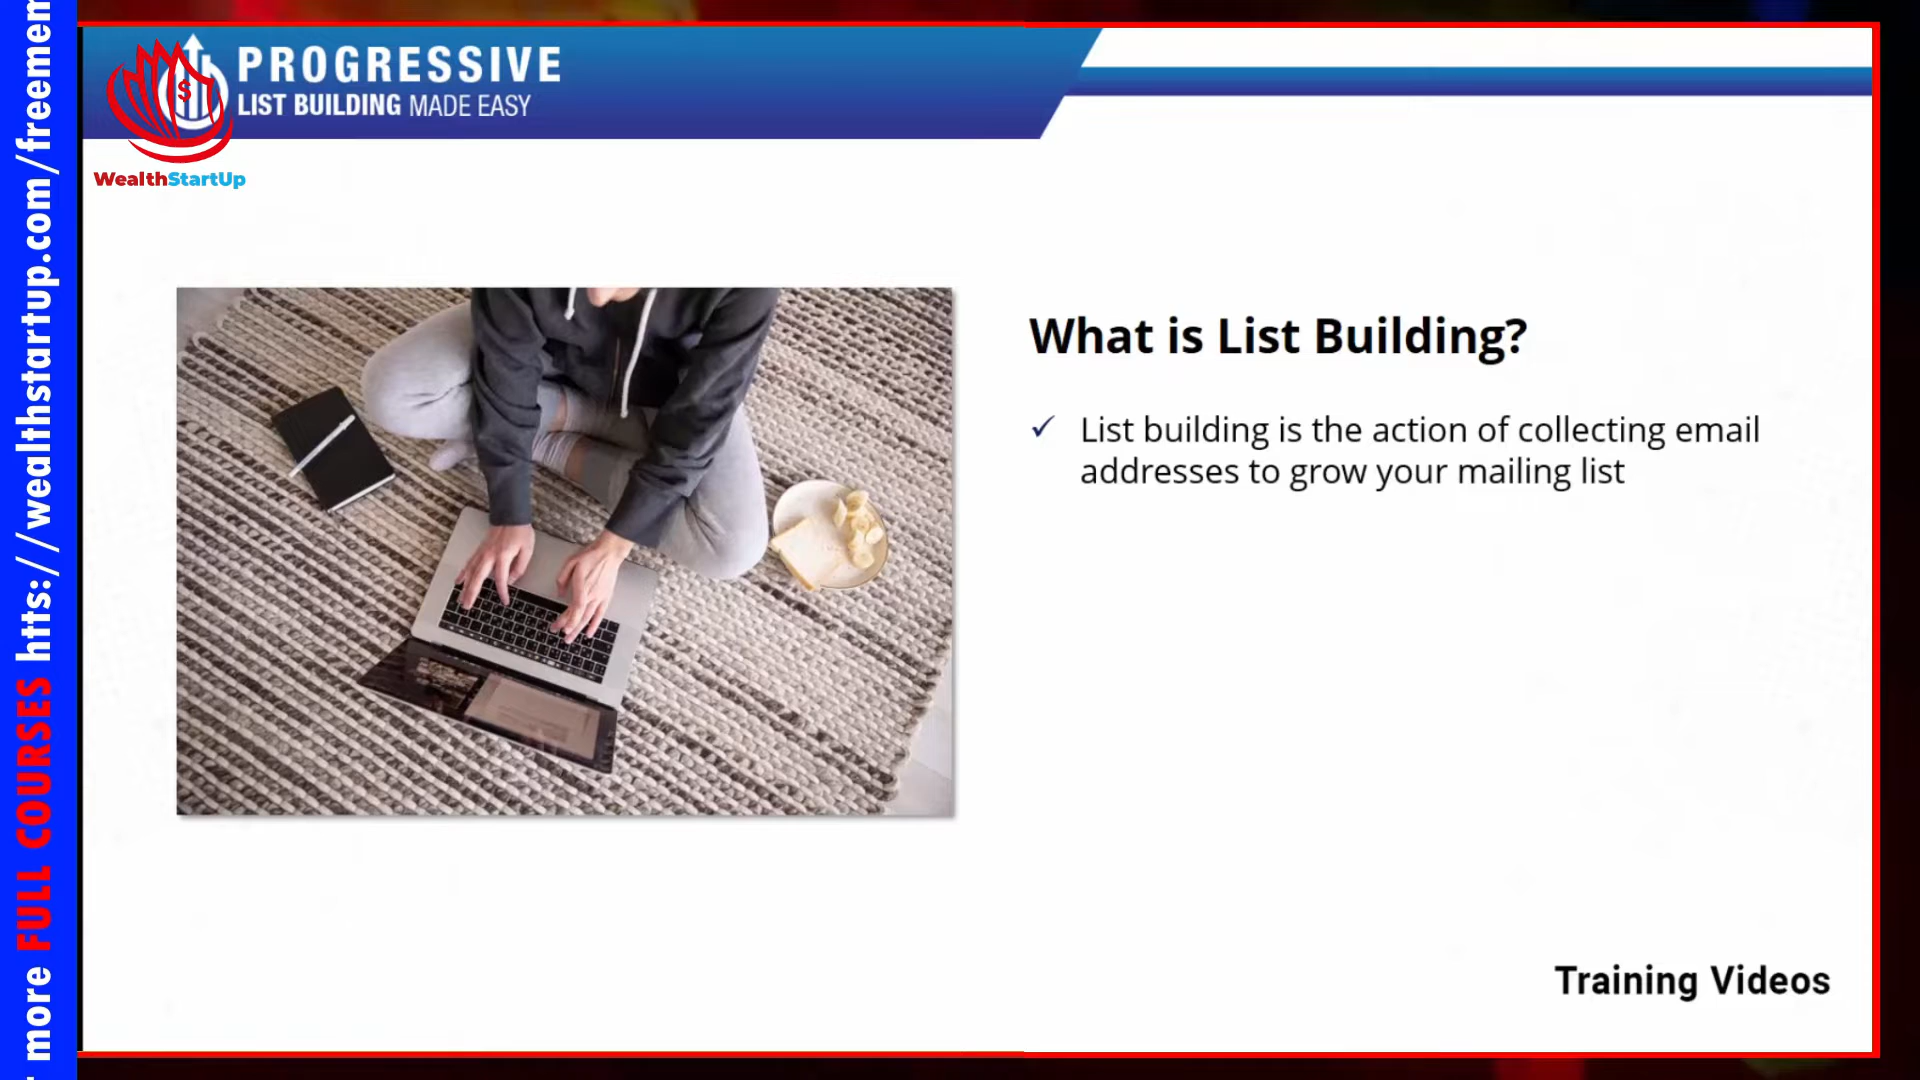 PROGRESSIVE
LIST BUILDING MADE EASY
$
WealthStartUp
What is List Building?
✓ List building is the action of collecting email
addresses to grow your mailing list
Training Videos
more FULL COURSES htts://wealthstartup.com/freemem